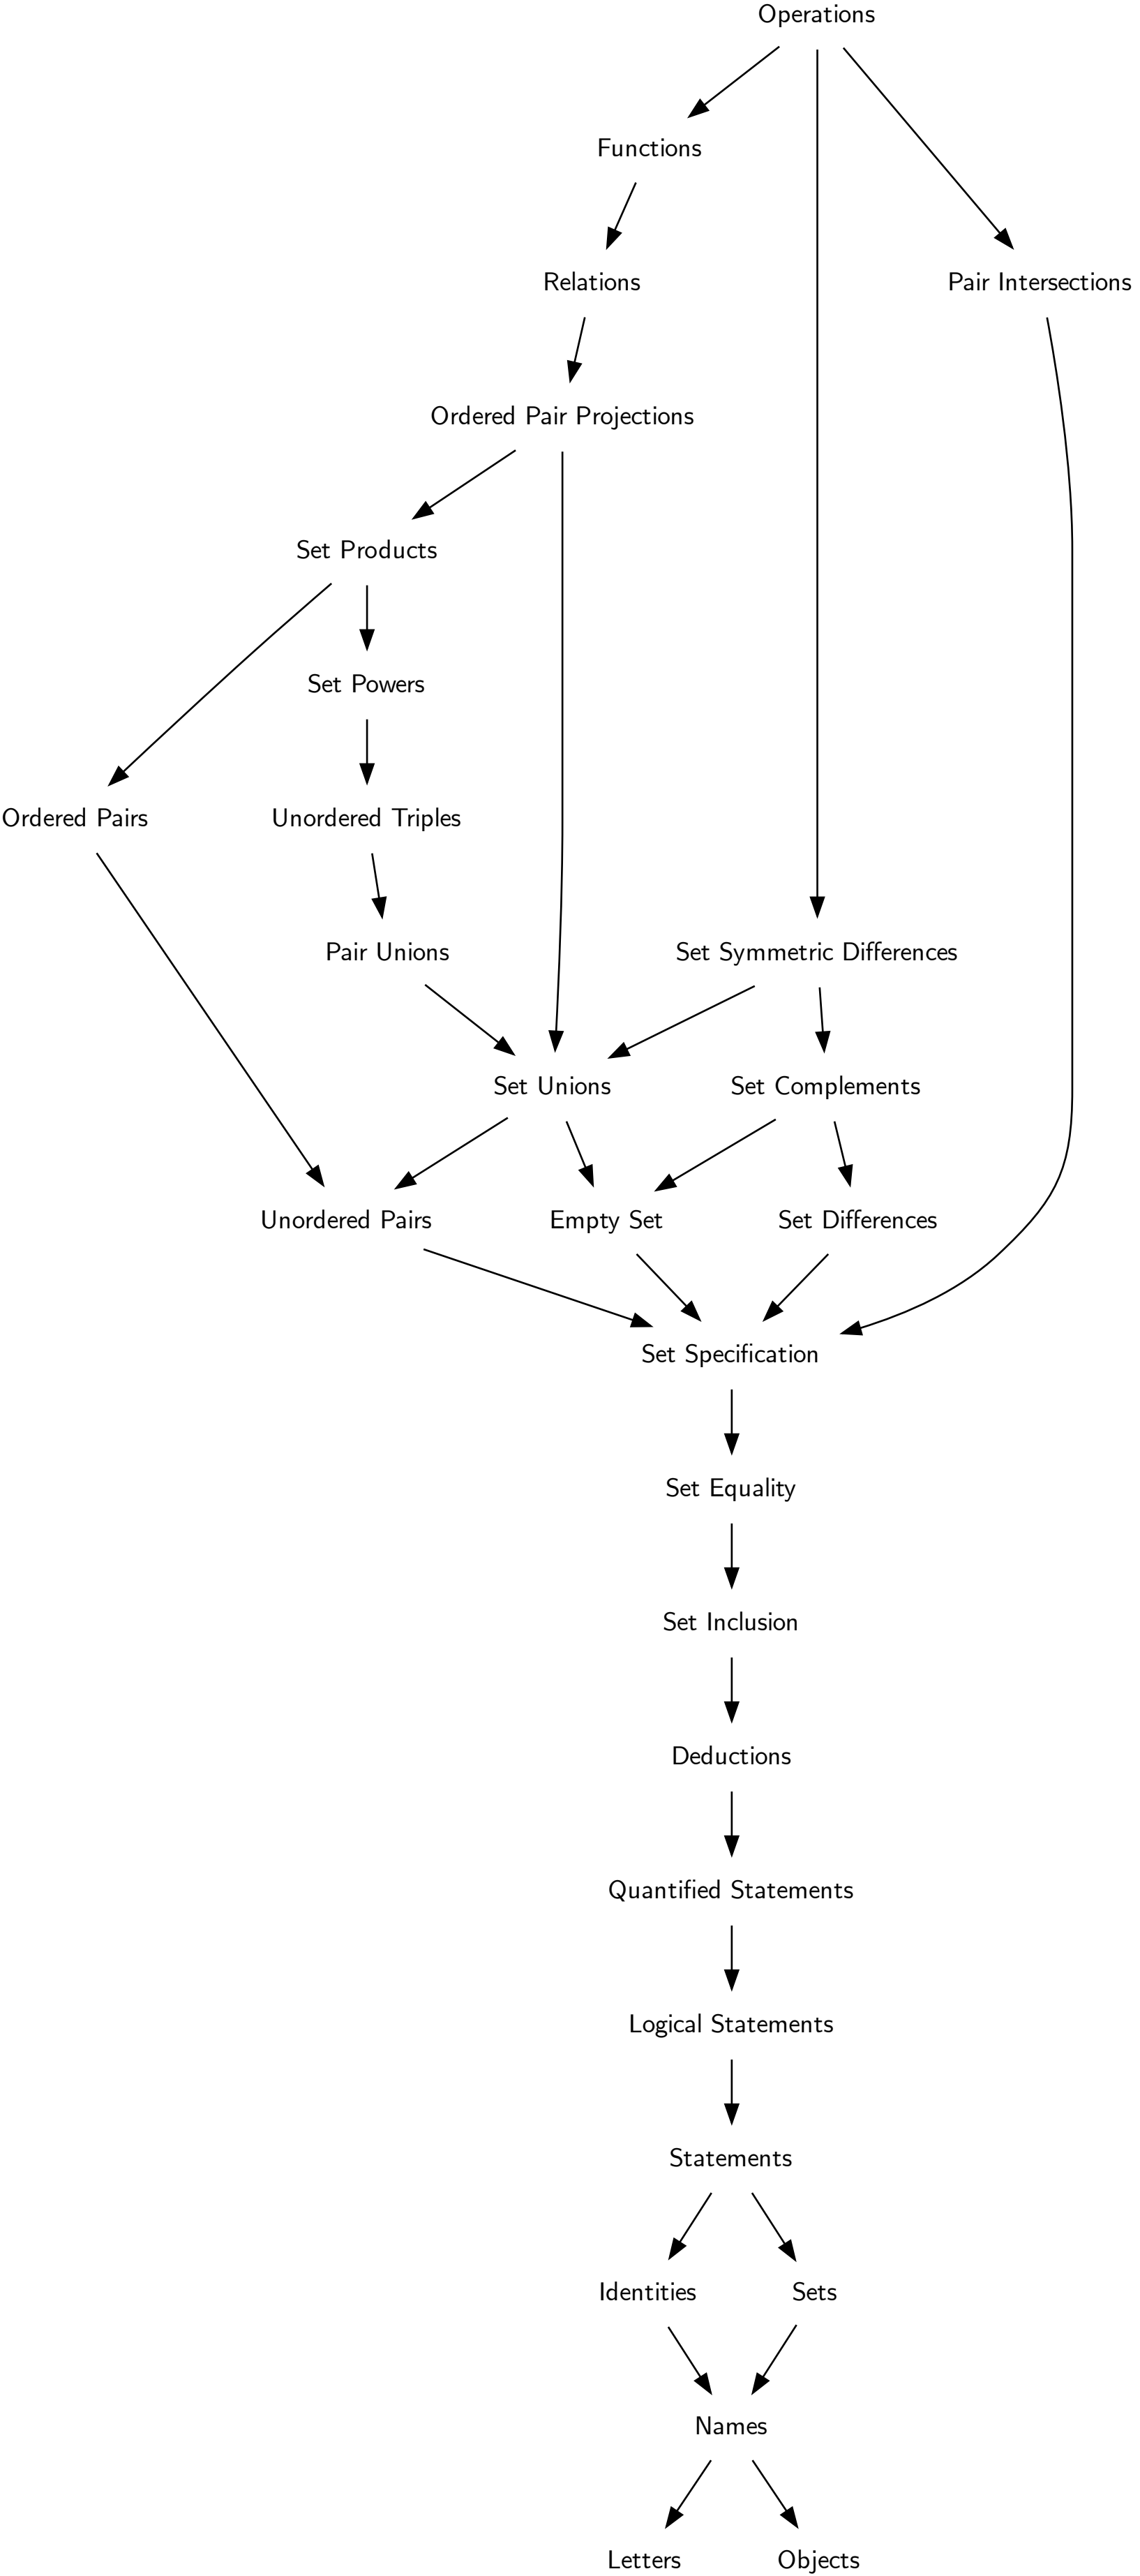 Operations
Functions
Relations
Pair Intersections
Ordered Pair Projections
Set Products
Set Powers
Ordered Pairs
Unordered Triples
Pair Unions
Set Symmetric Differences
Set Unions
Set Complements
Unordered Pairs
Empty Set
Set Differences
Set Specification
Set Equality
Set Inclusion
Deductions
Quantified Statements
Logical Statements
Statements
Identities
Sets
Names
Letters
Objects